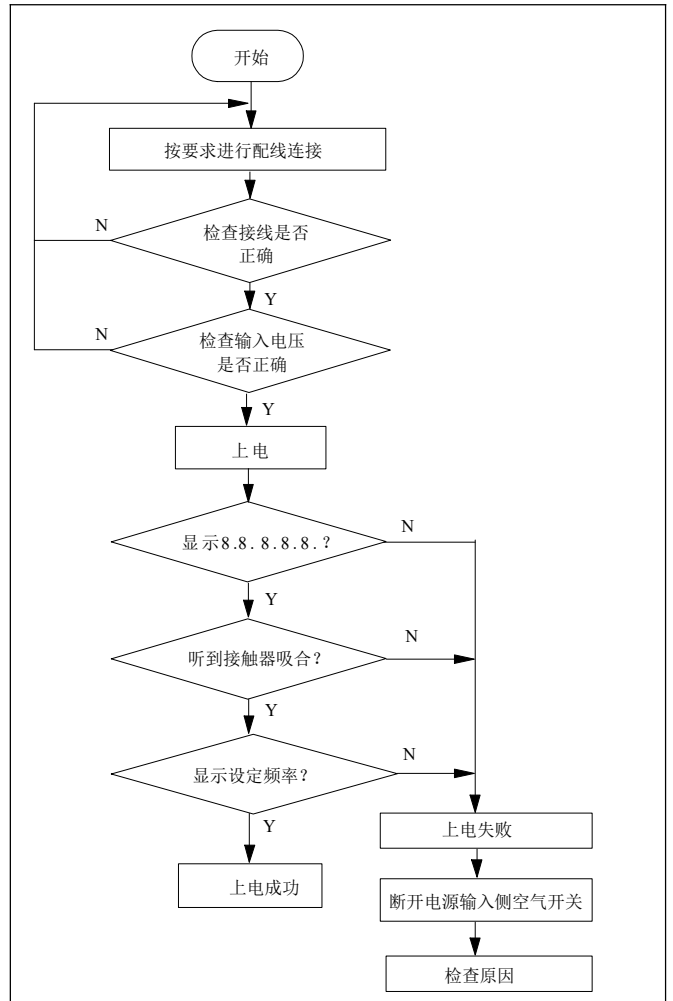 开始
按要求进行配线连接
N
检查接线是否
正确
Y
N
检查输入电压
是否正确
Y
上电
N
显示8.8.8.8.8.?
Y
N
听到接触器吸合?
Y
N
显示设定频率?
Y
上电失败
上电成功
断开电源输入侧空气开关
检查原因